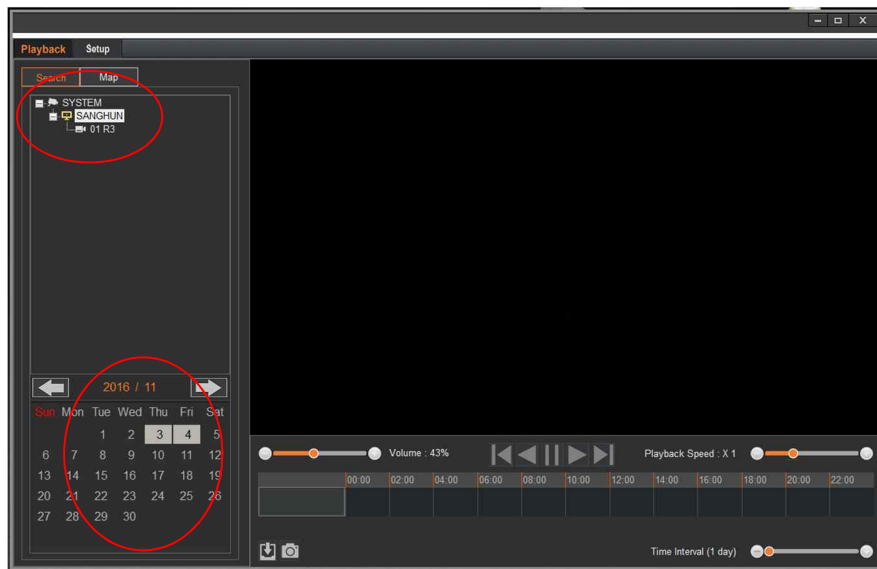 Playback Setup
Search Map
SYSTEM
SANGHUN
01 R3
2016 / 11
Sun Mon Tue Wed Thu Fri Sat
1 2 3 4 5
6 7 8 9 10 11 12
13 14 15 16 17 18 19
20 21 22 23 24 25 26
27 28 29 30
Volume : 43%
Playback Speed : X 1
00:00 02:00 04:00 06:00 08:00 10:00 12:00 14:00 16:00 18:00 20:00 22:00
Time Interval (1 day)